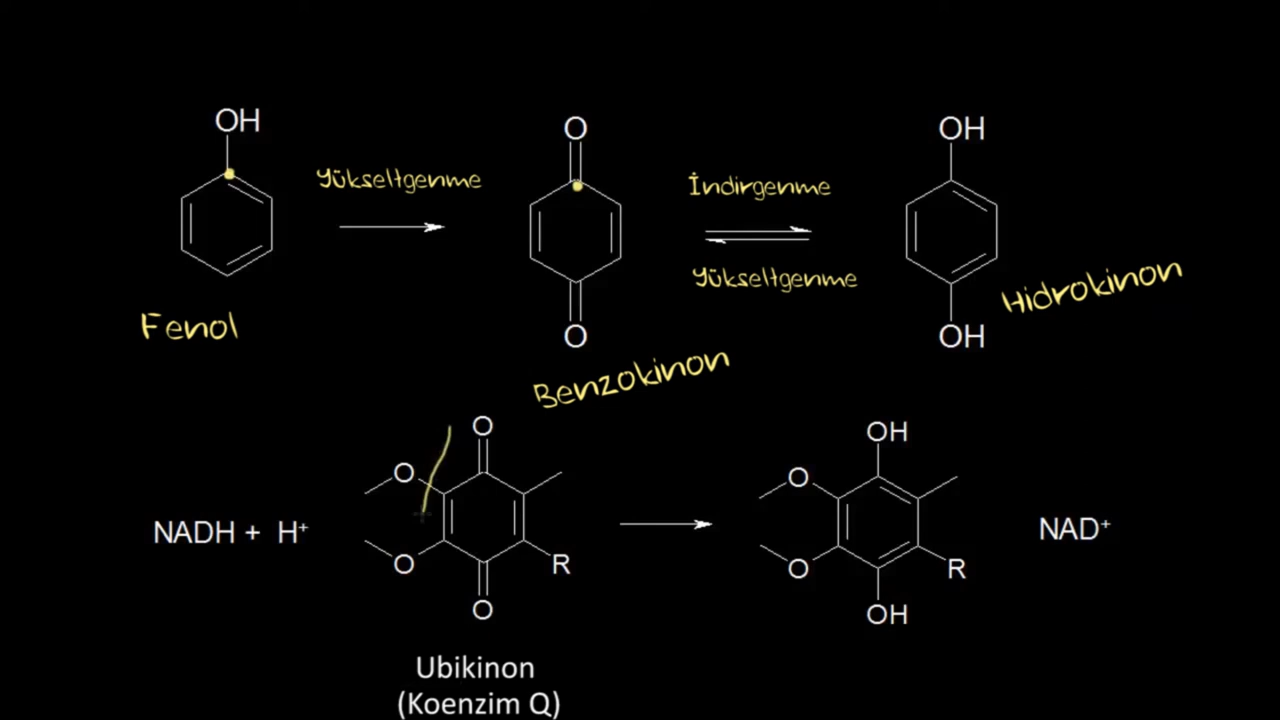 OH
O
OH
Yükseltgenme
İndirgenme
Yükseltgenme
Fenol
O
OH
Hidrokinon
Benzokinon
O
OH
O
O
NADH + H⁺
NAD⁺
O
R
O
R
O
OH
Ubikinon
(Koenzim Q)